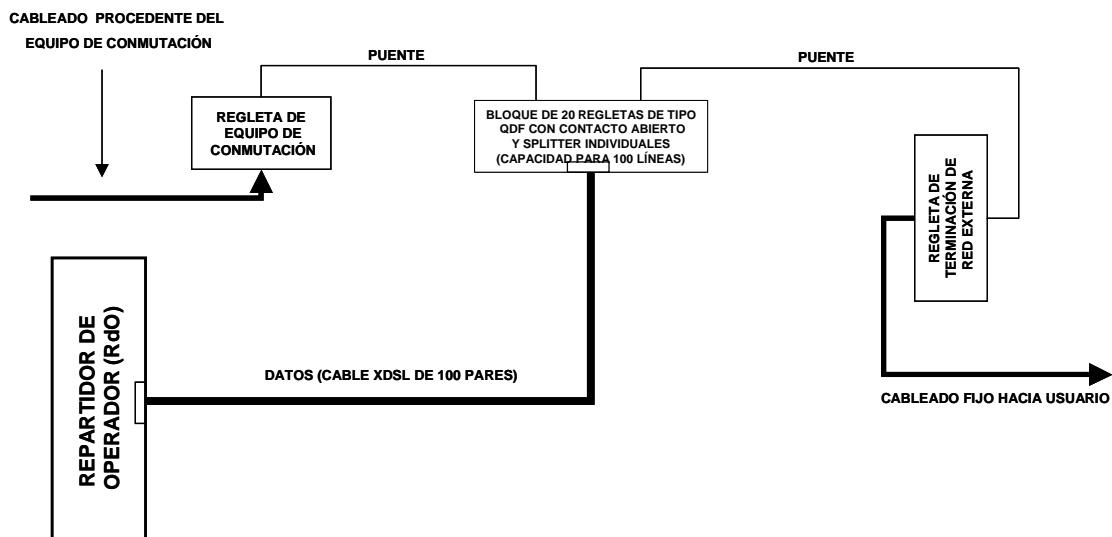 CABLEADO PROCEDENTE DEL
EQUIPO DE CONMUTACIÓN
PUENTE
PUENTE
REGLETA DE
EQUIPO DE
CONMUTACIÓN
BLOQUE DE 20 REGLETAS DE TIPO
QDF CON CONTACTO ABIERTO
Y SPLITTER INDIVIDUALES
(CAPACIDAD PARA 100 LÍNEAS)
REGLETA DE
TERMINACIÓN DE
RED EXTERNA
REPARTIDOR DE
OPERADOR (RdO)
DATOS (CABLE XDSL DE 100 PARES)
CABLEADO FIJO HACIA USUARIO